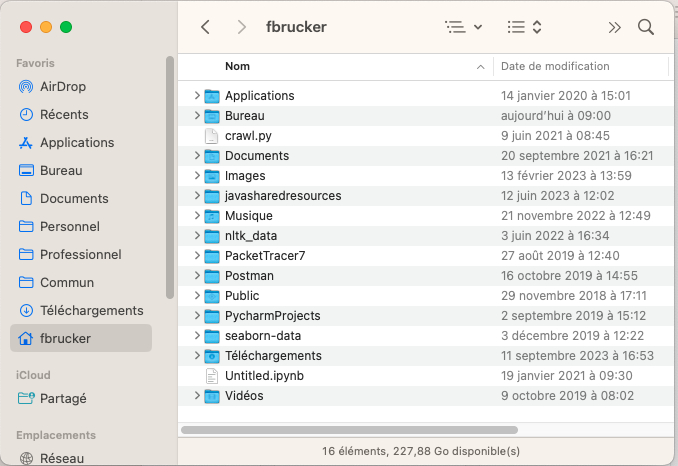 fbrucker
Favoris
AirDrop
Récents
Applications
Bureau
Documents
Personnel
Professionnel
Commun
Téléchargements
fbrucker
iCloud
Partagé
Emplacements
Réseau
Nom Date de modification
Applications 14 janvier 2020 à 15:01
Bureau aujourd'hui à 09:00
crawl.py 9 juin 2021 à 08:45
Documents 20 septembre 2021 à 16:21
Images 13 février 2023 à 13:59
javasharedresources 12 juin 2023 à 12:02
Musique 21 novembre 2022 à 12:49
nltk_data 3 juin 2022 à 16:34
PacketTracer7 27 août 2019 à 12:40
Postman 16 octobre 2019 à 14:55
Public 29 novembre 2018 à 17:11
PycharmProjects 2 septembre 2019 à 15:12
seaborn-data 3 décembre 2019 à 12:22
Téléchargements 11 septembre 2023 à 16:53
Untitled.ipynb 19 janvier 2021 à 09:30
Vidéos 9 octobre 2019 à 08:02
16 éléments, 227,88 Go disponible(s)